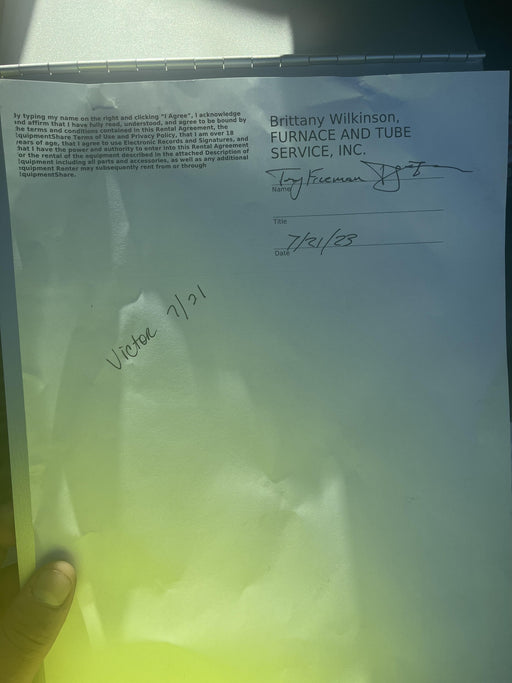 By typing my name on the right and clicking "I Agree", I acknowledge
and affirm that I have fully read, understood, and agree to be bound by
the terms and conditions contained in this Rental Agreement, the
EquipmentShare Terms of Use and Privacy Policy, that I am over 18
years of age, that I agree to use Electronic Records and Signatures, and
that I have the power and authority to enter into this Rental Agreement
for the rental of the equipment described in the attached Description of
Equipment including all parts and accessories, as well as any additional
equipment Renter may subsequently rent from or through
EquipmentShare.
Brittany Wilkinson,
FURNACE AND TUBE
SERVICE, INC.
Troy Freeman
Name
Title
7/21/23
Date
Victor 7/21